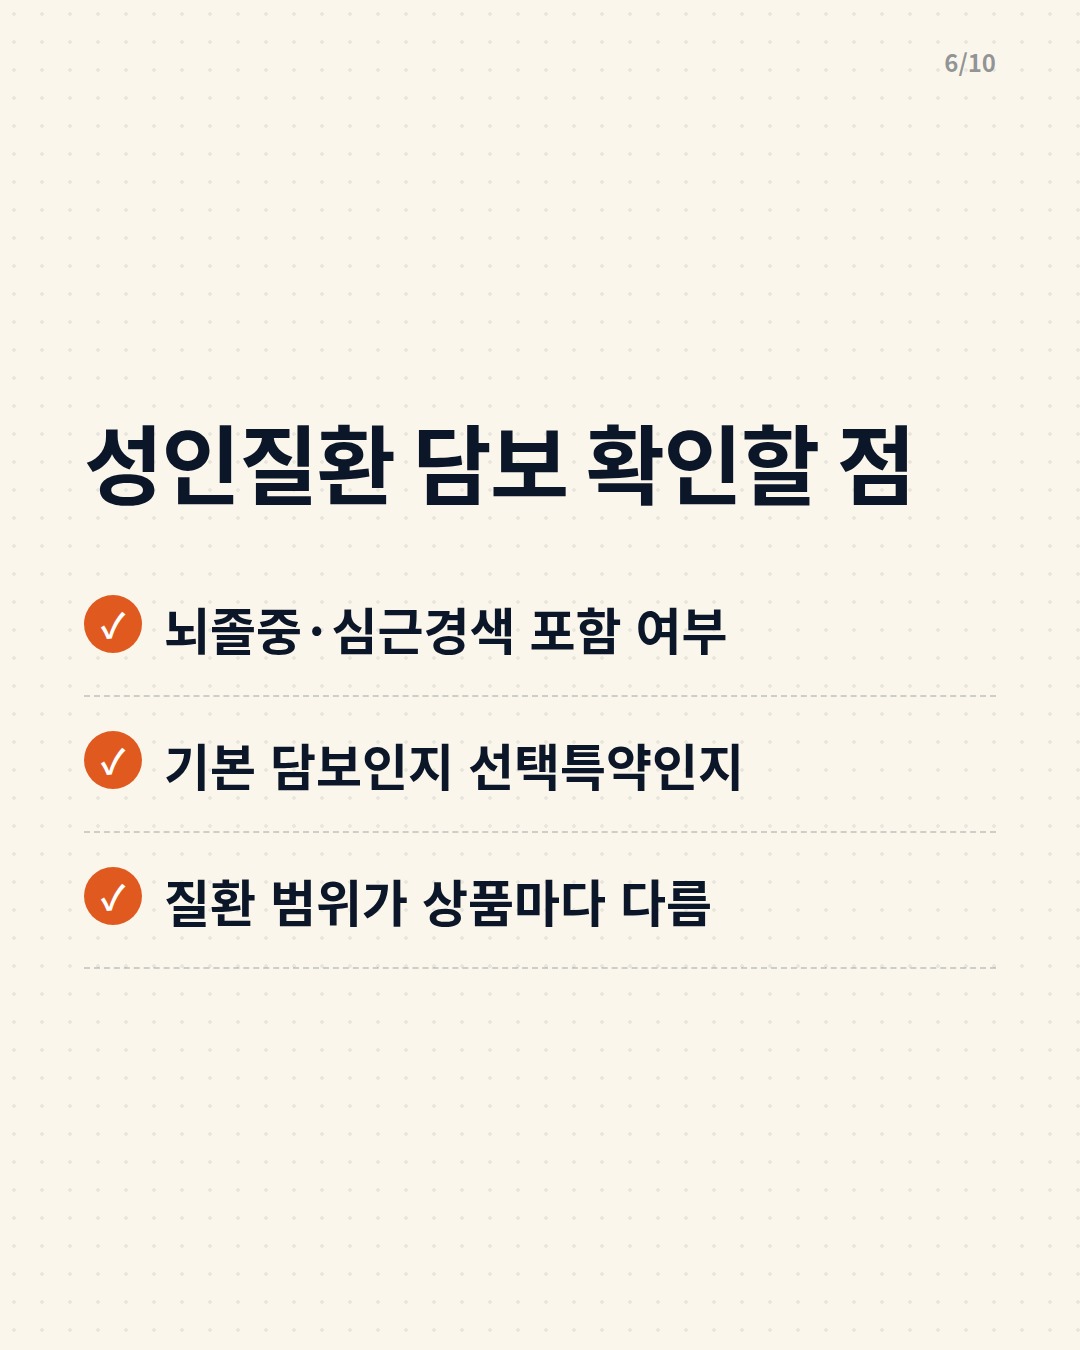 6/10
성인질환 담보 확인할 점
✓ 뇌졸중·심근경색 포함 여부
✓ 기본 담보인지 선택특약인지
✓ 질환 범위가 상품마다 다름